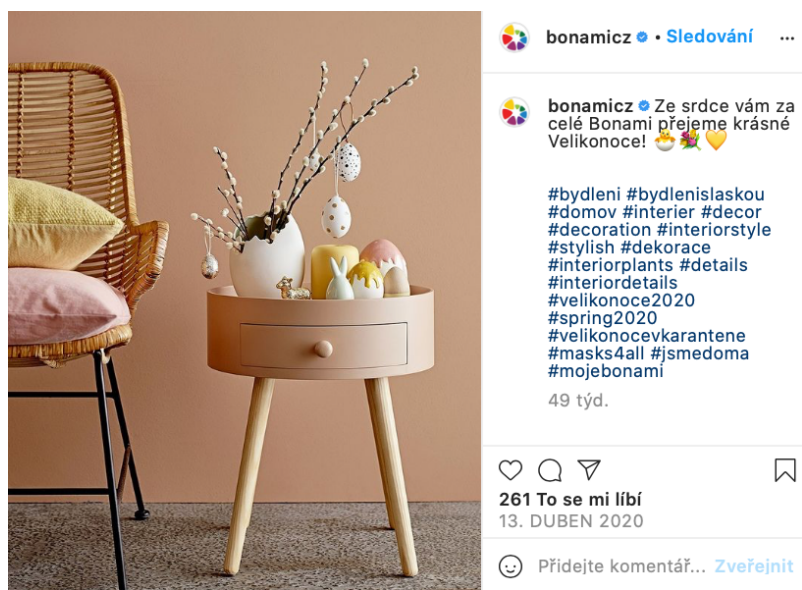 bonamicz • Sledování
bonamicz Ze srdce vám za
celé Bonami přejeme krásné
Velikonoce! 🐣💐💛
#bydleni #bydlenislaskou
#domov #interier #decor
#decoration #interiorstyle
#stylish #dekorace
#interiorplants #details
#interiordetails
#velikonoce2020
#spring2020
#velikonocevkarantene
#masks4all #jsmedoma
#mojebonami
49 týd.
261 To se mi líbí
13. DUBEN 2020
Přidejte komentář... Zveřejnit